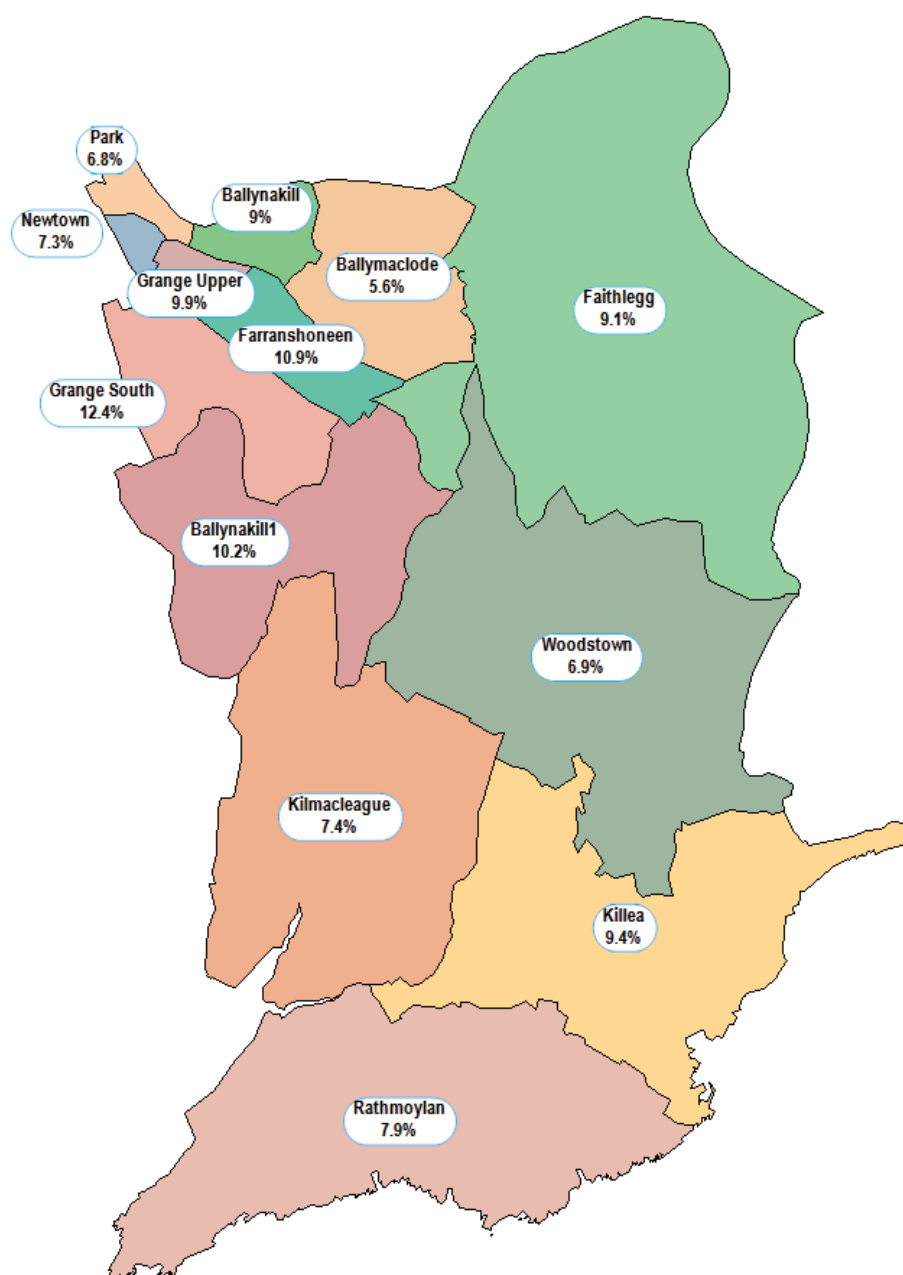 Park
6.8%
Ballynakill
9%
Newtown
7.3%
Ballymaclode
5.6%
Grange Upper
9.9%
Faithlegg
9.1%
Farranshoneen
10.9%
Grange South
12.4%
Ballynakill1
10.2%
Woodstown
6.9%
Kilmacleague
7.4%
Killea
9.4%
Rathmoylan
7.9%